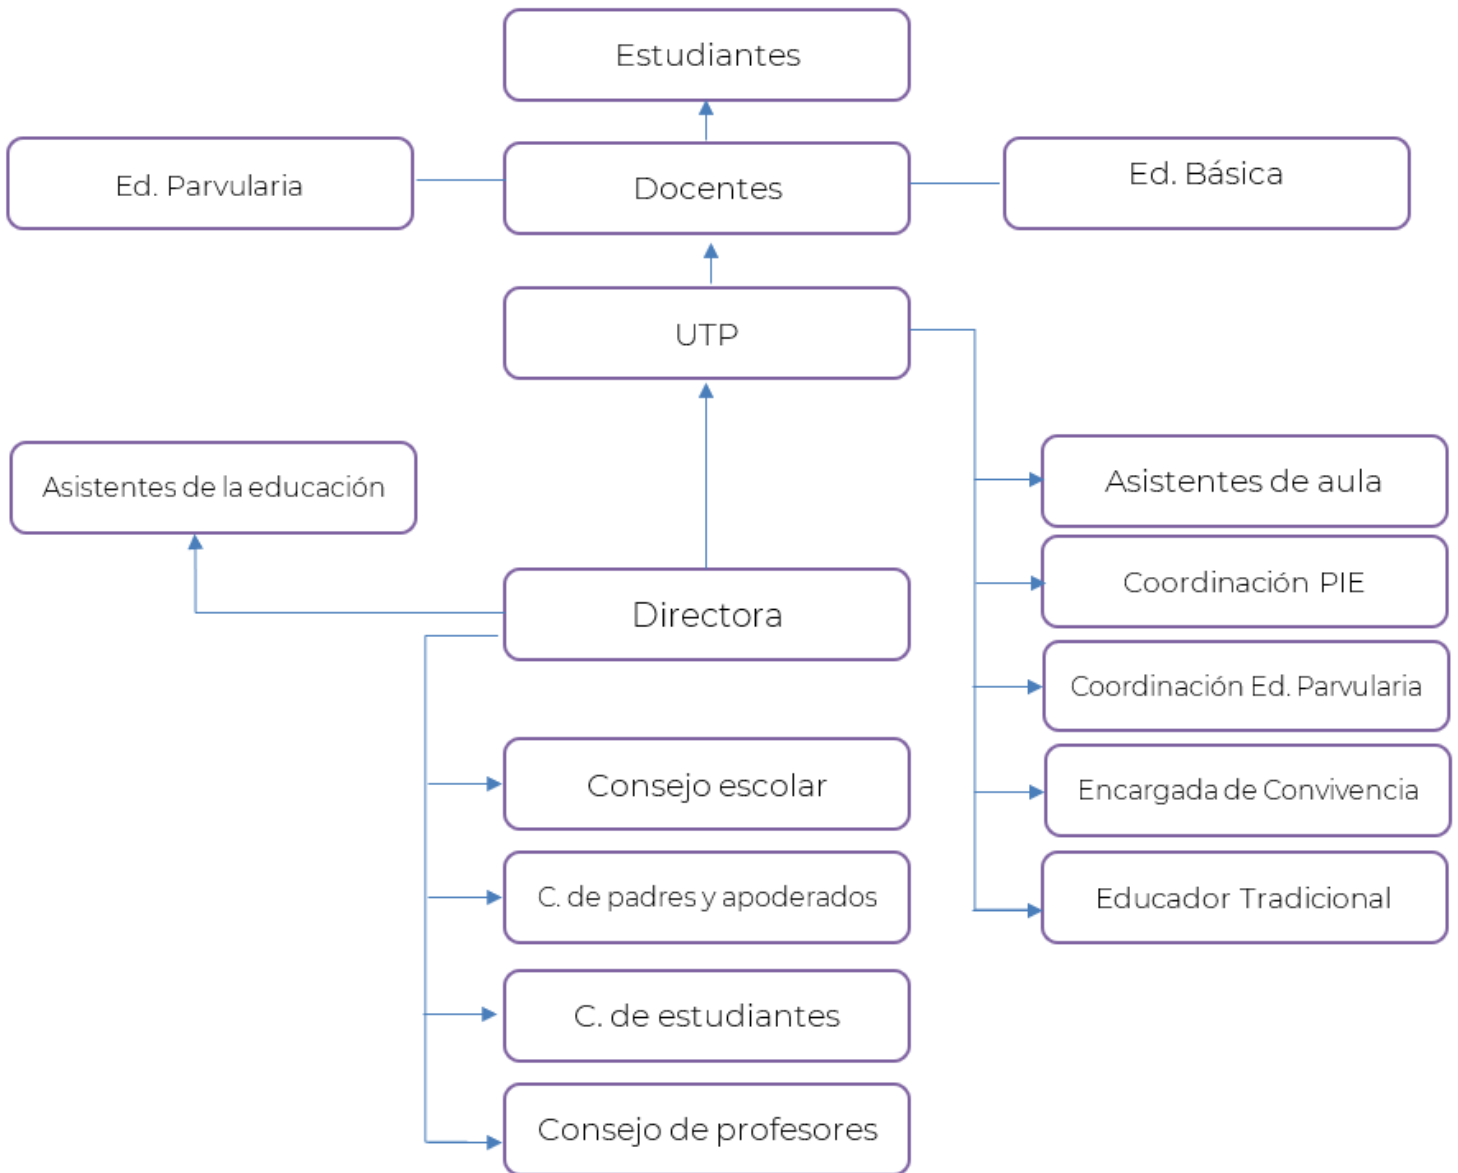 Estudiantes
Ed. Parvularia
Docentes
Ed. Básica
UTP
Asistentes de la educación
Asistentes de aula
Coordinación PIE
Directora
Coordinación Ed. Parvularia
Consejo escolar
Encargada de Convivencia
C. de padres y apoderados
Educador Tradicional
C. de estudiantes
Consejo de profesores